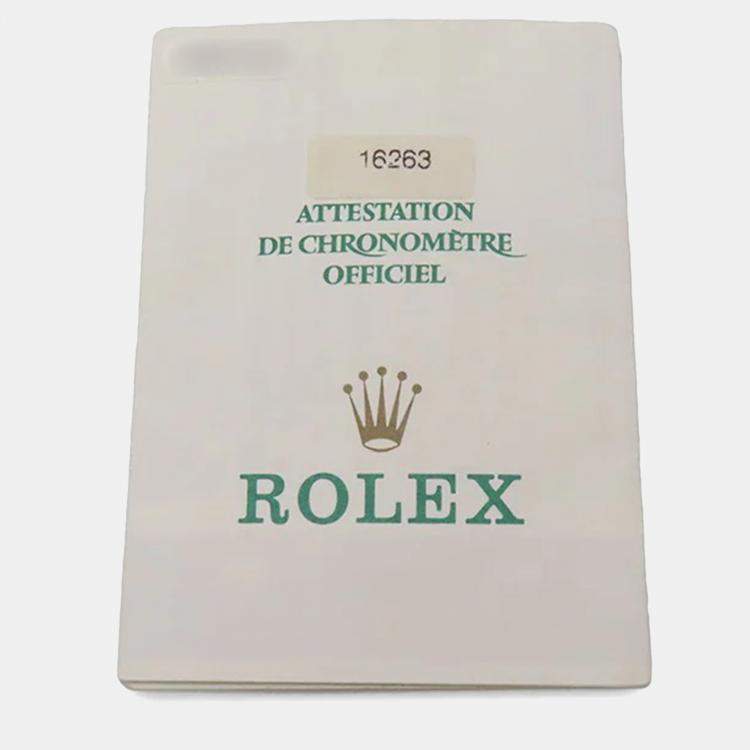 16263
ATTESTATION
DE CHRONOMÈTRE
OFFICIEL
ROLEX